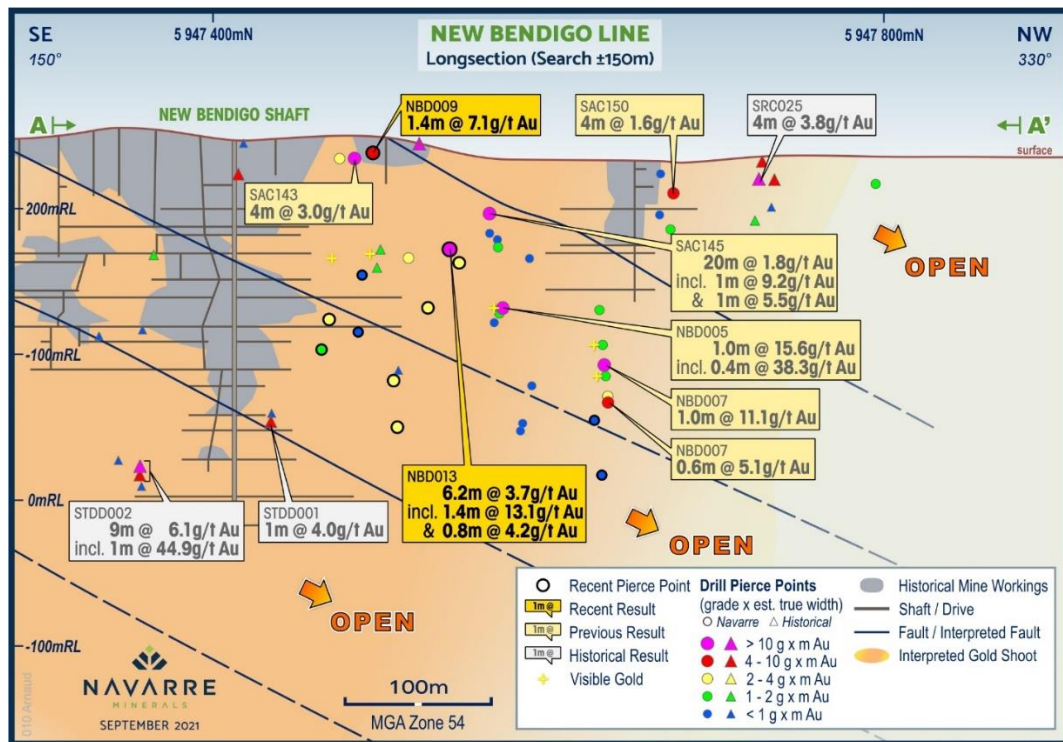 SE
150°
5 947 400mN
NEW BENDIGO LINE
Longsection (Search ±150m)
5 947 800mN
NW
330°
A
NEW BENDIGO SHAFT
NBD009
1.4m @ 7.1g/t Au
SAC150
4m @ 1.6g/t Au
SRC025
4m @ 3.8g/t Au
A'
surface
SAC143
4m @ 3.0g/t Au
200mRL
SAC145
20m @ 1.8g/t Au
incl. 1m @ 9.2g/t Au
& 1m @ 5.5g/t Au
OPEN
NBD005
1.0m @ 15.6g/t Au
incl. 0.4m @ 38.3g/t Au
-100mRL
NBD007
1.0m @ 11.1g/t Au
NBD007
0.6m @ 5.1g/t Au
0mRL
STDD002
9m @ 6.1g/t Au
incl. 1m @ 44.9g/t Au
STDD001
1m @ 4.0g/t Au
NBD013
6.2m @ 3.7g/t Au
incl. 1.4m @ 13.1g/t Au
& 0.8m @ 4.2g/t Au
OPEN
OPEN
-100mRL
Recent Pierce Point
1m @
Recent Result
1m @
Previous Result
1m @
Historical Result
Visible Gold
Drill Pierce Points
(grade x est. true width)
Navarre Historical
> 10 g x m Au
4 - 10 g x m Au
2 - 4 g x m Au
1 - 2 g x m Au
< 1 g x m Au
Historical Mine Workings
Shaft / Drive
Fault / Interpreted Fault
Interpreted Gold Shoot
NAVARRE
MINERALS
SEPTEMBER 2021
100m
MGA Zone 54
010 Arnaud